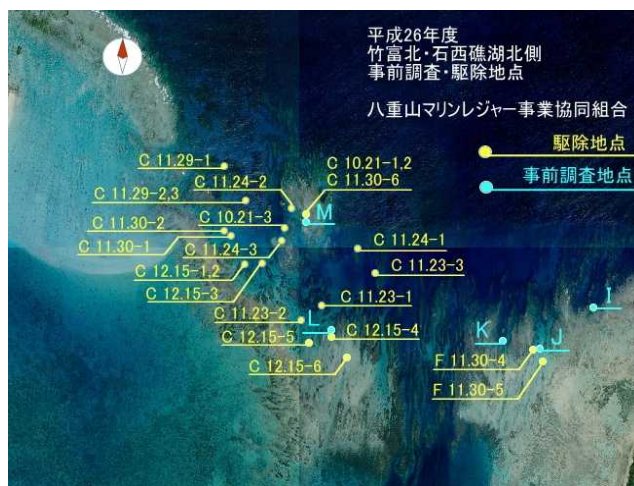 平成26年度
竹富北・石西礁湖北側
事前調査・駆除地点
八重山マリンレジャー事業協同組合
駆除地点
事前調査地点
C 11.29-1
C 10.21-1,2
C 11.24-2
C 11.30-6
C 11.29-2,3
M
C 11.30-2
C 10.21-3
C 11.30-1
C 11.24-3
C 11.24-1
C 12.15-1,2
C 11.23-3
C 12.15-3
C 11.23-1
I
C 11.23-2
L
C 12.15-4
K
J
C 12.15-5
F 11.30-4
C 12.15-6
F 11.30-5